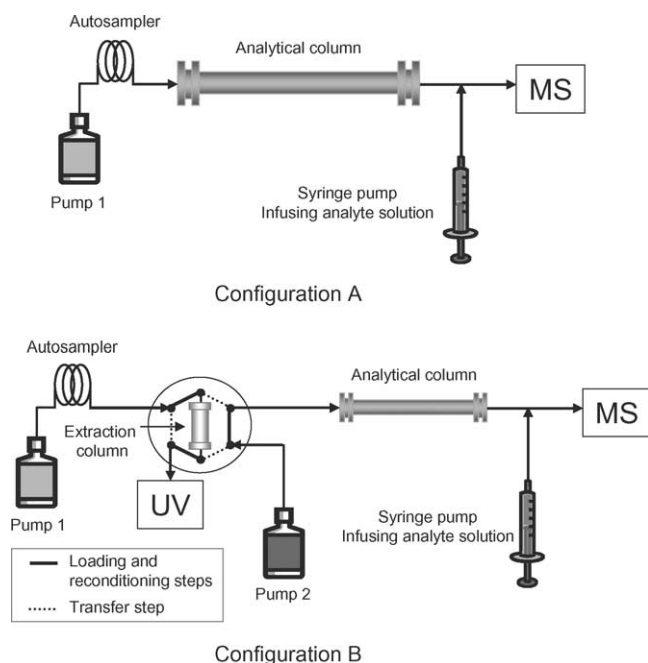 Autosampler
Analytical column
MS
Pump 1
Syringe pump
Infusing analyte solution
Configuration A
Autosampler
Analytical column
MS
Extraction
column
UV
Pump 1
Syringe pump
Infusing analyte solution
Loading and
reconditioning steps
Transfer step
Pump 2
Configuration B